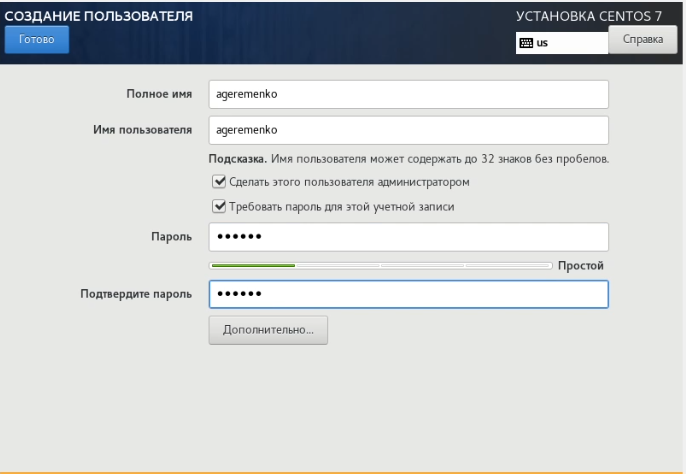 СОЗДАНИЕ ПОЛЬЗОВАТЕЛЯ
УСТАНОВКА CENTOS 7
Готово
us
Справка
Полное имя
ageremenko
Имя пользователя
ageremenko
Подсказка. Имя пользователя может содержать до 32 знаков без пробелов.
Сделать этого пользователя администратором
Требовать пароль для этой учетной записи
Пароль
••••••
Простой
Подтвердите пароль
••••••
Дополнительно...